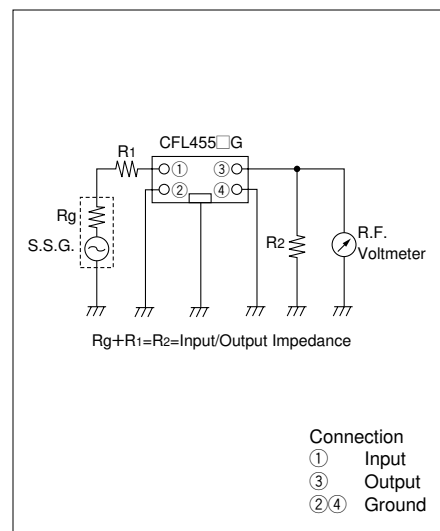 CFL455□G
R1
① ③
② ④
Rg
S.S.G.
R2
R.F.
Voltmeter
Rg+R1=R2=Input/Output Impedance
Connection
① Input
③ Output
②④ Ground